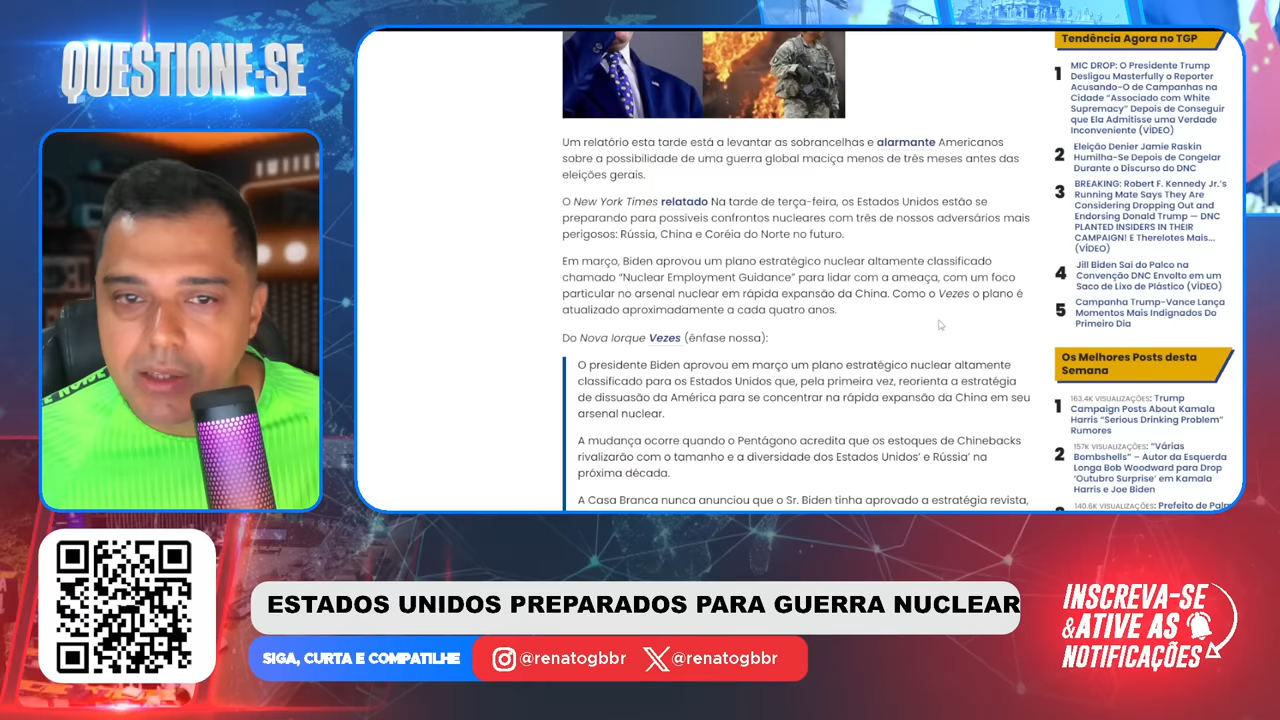 QUESTIONE-SE
Um relatório esta tarde está a levantar as sobrancelhas e alarmante Americanos
sobre a possibilidade de uma guerra global maciça menos de três meses antes das
eleições gerais.
O New York Times relatado Na tarde de terça-feira, os Estados Unidos estão se
preparando para possíveis confrontos nucleares com três de nossos adversários mais
perigosos: Rússia, China e Coréia do Norte no futuro.
Em março, Biden aprovou um plano estratégico nuclear altamente classificado
chamado “Nuclear Employment Guidance” para lidar com a ameaça, com um foco
particular no arsenal nuclear em rápida expansão da China. Como o Vezes o plano é
atualizado aproximadamente a cada quatro anos.
Do Nova Iorque Vezes (ênfase nossa):
O presidente Biden aprovou em março um plano estratégico nuclear altamente
classificado para os Estados Unidos que, pela primeira vez, reorienta a estratégia
de dissuasão da América para se concentrar na rápida expansão da China em seu
arsenal nuclear.
A mudança ocorre quando o Pentágono acredita que os estoques de Chinebacks
rivalizarão com o tamanho e a diversidade dos Estados Unidos’ e Rússia’ na
próxima década.
A Casa Branca nunca anunciou que o Sr. Biden tinha aprovado a estratégia revista,
Tendência Agora no TGP
1 MIC DROP: O Presidente Trump
Desligou Masterfully o Reporter
Acusando-O de Campanhas na
Cidade “Associado com White
Supremacy” Depois de Conseguir
que Ela Admitisse uma Verdade
Inconveniente (VÍDEO)
2 Eleição Denier Jamie Raskin
Humilha-Se Depois de Congelar
Durante o Discurso do DNC
3 BREAKING: Robert F. Kennedy Jr.’s
Running Mate Says They Are
Considering Dropping Out and
Endorsing Donald Trump — DNC
PLANTED INSIDERS IN THEIR
CAMPAIGN! E Therelotes Mais...
(VÍDEO)
4 Jill Biden Sai do Palco na
Convenção DNC Envolto em um
Saco de Lixo de Plástico (VÍDEO)
5 Campanha Trump-Vance Lança
Momentos Mais Indignados Do
Primeiro Dia
Os Melhores Posts desta
Semana
1 163.4K VISUALIZAÇÕES: Trump
Campaign Posts About Kamala
Harris “Serious Drinking Problem”
Rumores
2 157K VISUALIZAÇÕES: “Várias
Bombshells” – Autor da Esquerda
Longa Bob Woodward para Drop
‘Outubro Surprise’ em Kamala
Harris e Joe Biden
140.6K VISUALIZAÇÕES: Prefeito de
ESTADOS UNIDOS PREPARADOS PARA GUERRA NUCLEAR
SIGA, CURTA E COMPATILHE
@renatogbbr
@renatogbbr
INSCREVA-SE
&ATIVE AS
NOTIFICAÇÕES